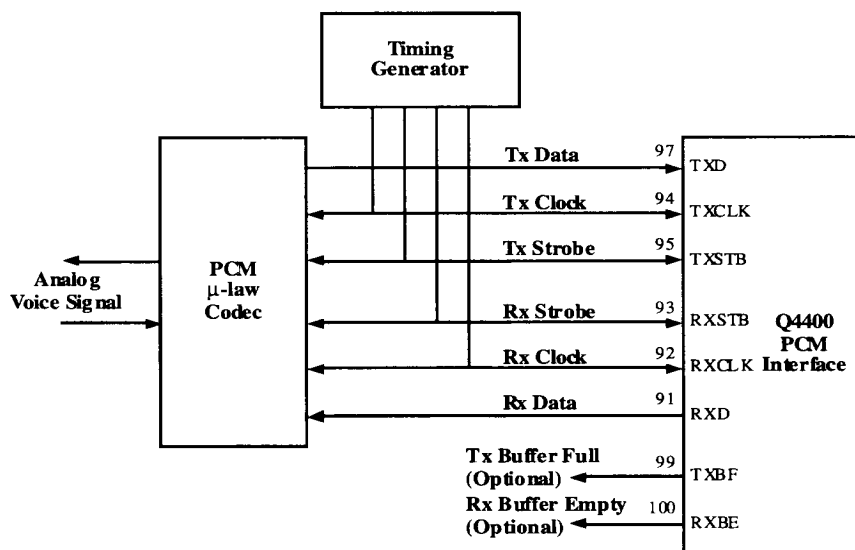 Timing
Generator
Tx Data
97
TXD
Tx Clock
94
TXCLK
Tx Strobe
95
TXSTB
Analog
Voice Signal
PCM
µ-law
Codec
Rx Strobe
93
RXSTB
Q4400
PCM
Interface
Rx Clock
92
RXCLK
Rx Data
91
RXD
Tx Buffer Full
(Optional)
99
TXBF
Rx Buffer Empty
(Optional)
100
RXBE